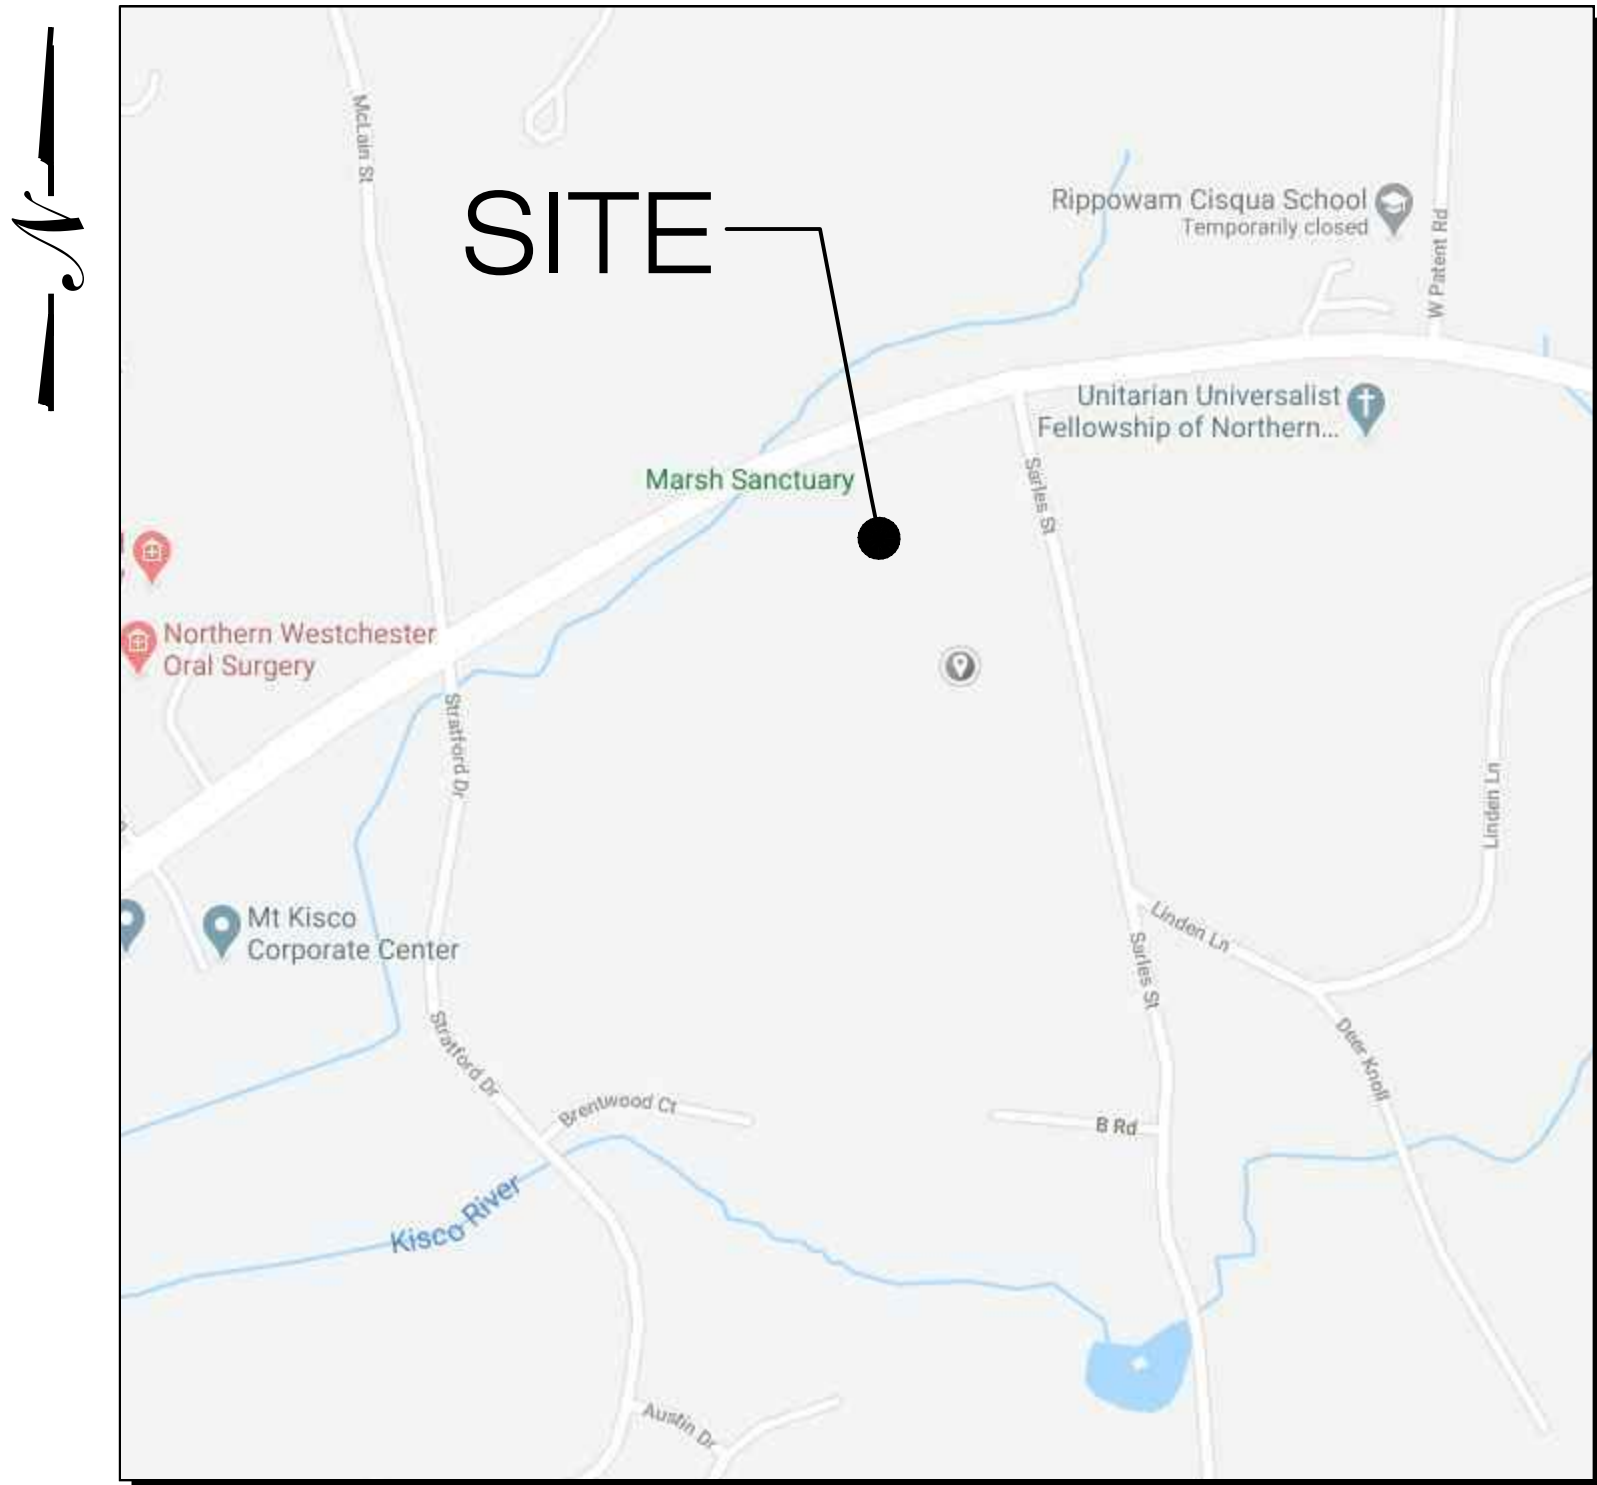 N
McLain St
SITE
Rippowam Cisqua School
Temporarily closed
W Patent Rd
Unitarian Universalist
Fellowship of Northern...
Marsh Sanctuary
Sarles St
Northern Westchester
Oral Surgery
Stratford Dr
Linden Ln
Mt Kisco
Corporate Center
Linden Ln
Sarles St
Stratford Dr
Deer Knoll
Brentwood Ct
B Rd
Kisco River
Austin Dr